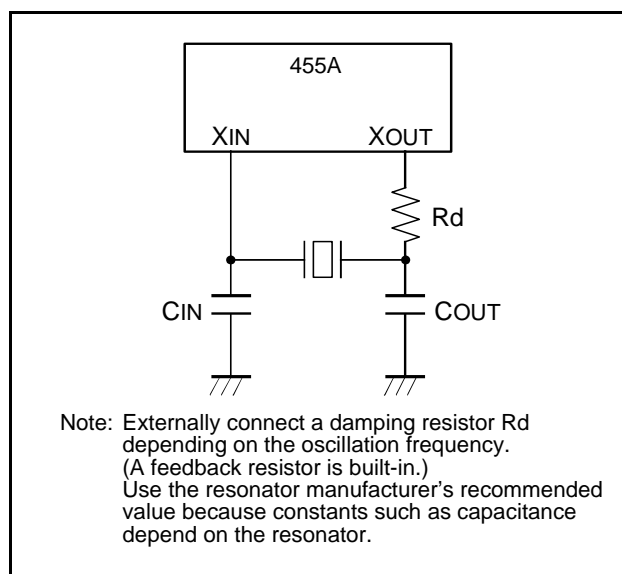 455A
XIN XOUT
Rd
CIN COUT
Note: Externally connect a damping resistor Rd
depending on the oscillation frequency.
(A feedback resistor is built-in.)
Use the resonator manufacturer's recommended
value because constants such as capacitance
depend on the resonator.